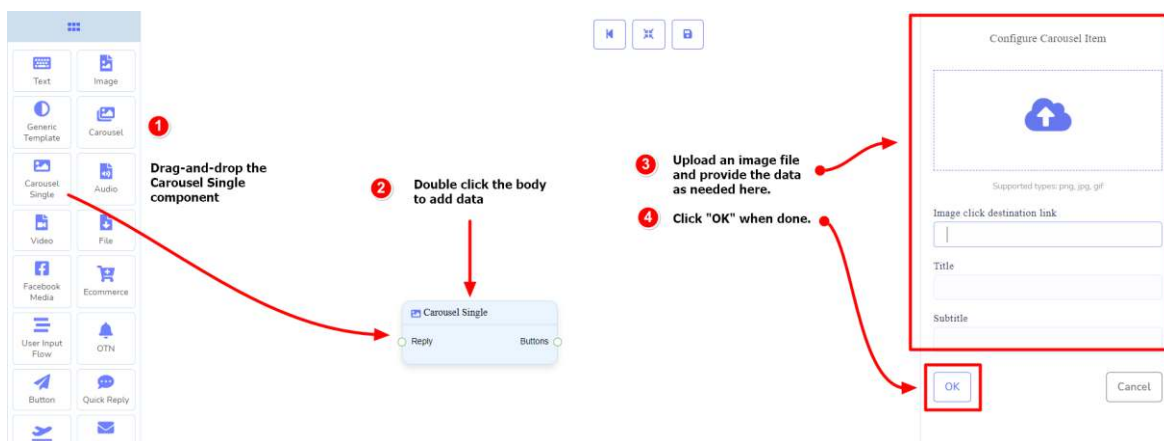 Text
Image
Generic
Template
Carousel
Carousel
Single
Audio
Video
File
Facebook
Media
Ecommerce
User Input
Flow
OTN
Button
Quick Reply
1
Drag-and-drop the
Carousel Single
component
2
Double click the body
to add data
Carousel Single
Reply
Buttons
3
Upload an image file
and provide the data
as needed here.
4
Click "OK" when done.
Configure Carousel Item
Supported types: png, jpg, gif
Image click destination link
Title
Subtitle
OK
Cancel